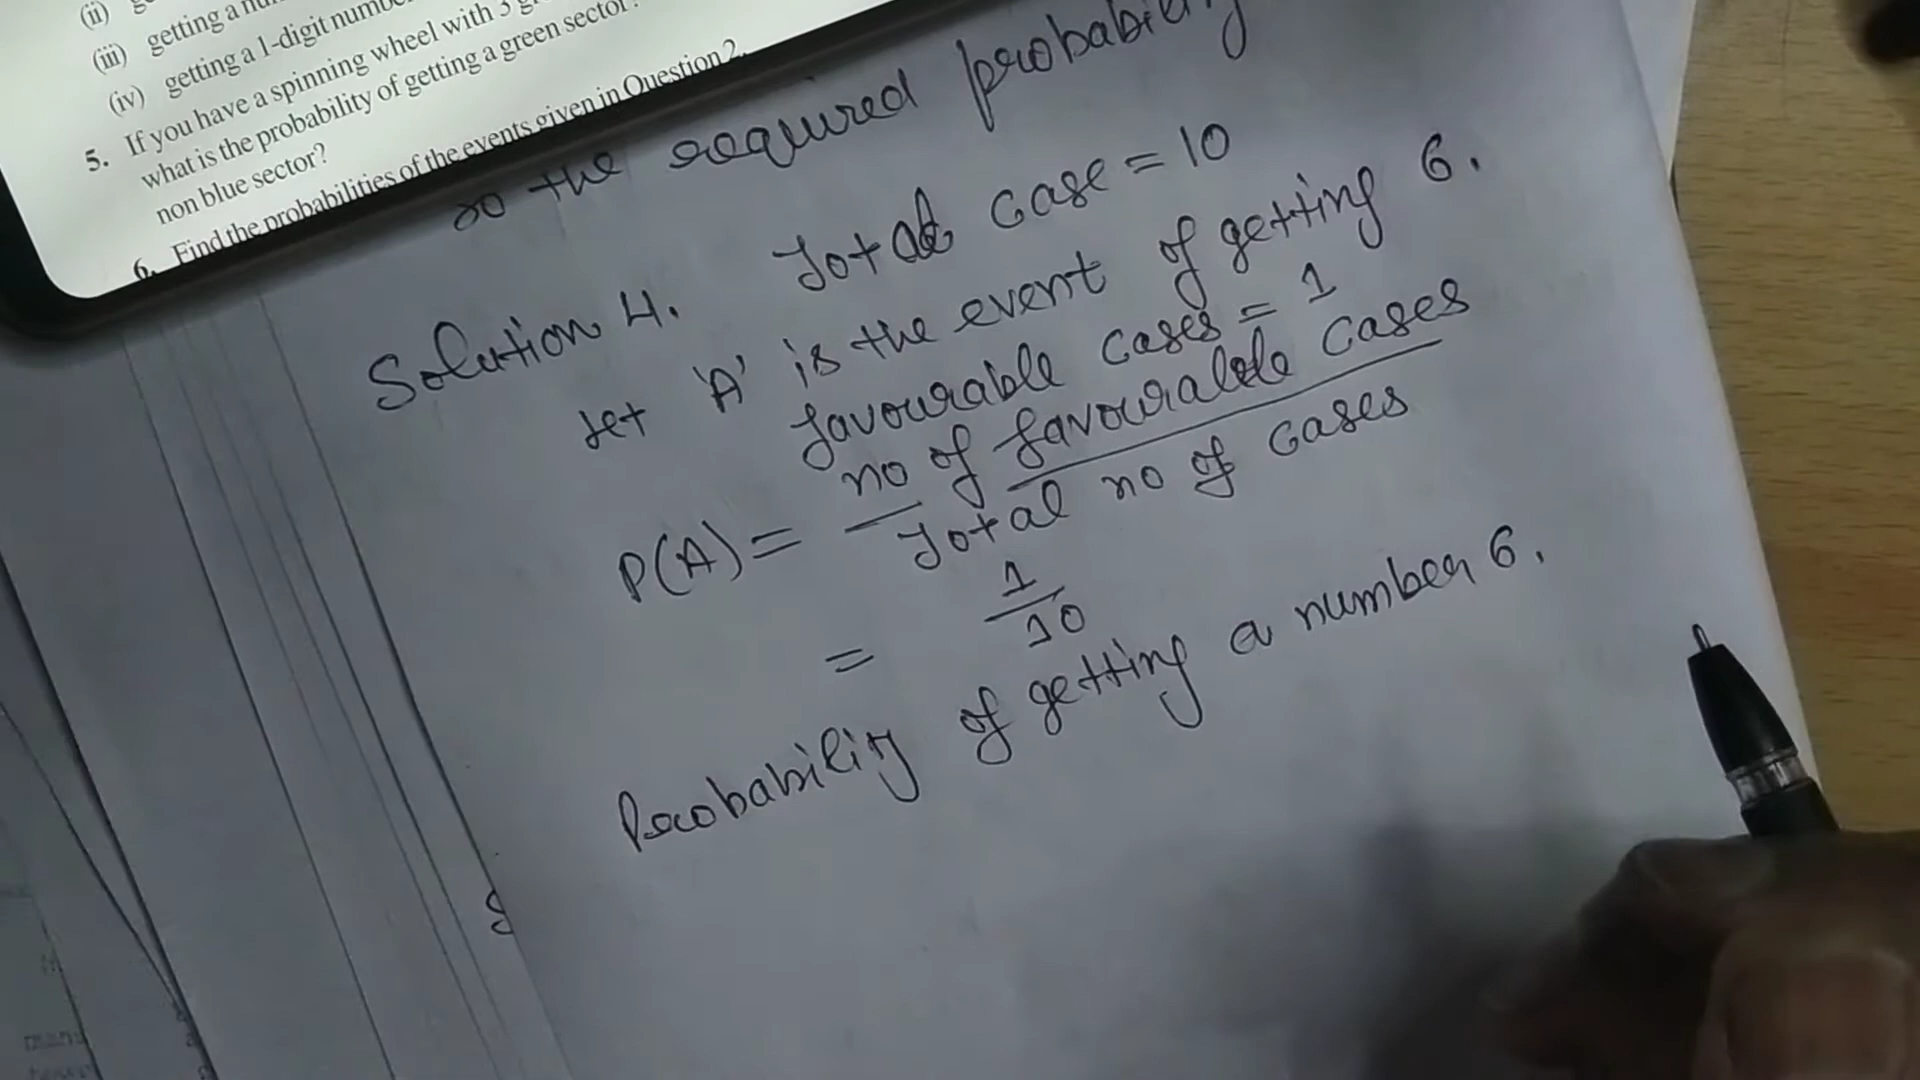 (ii)
(iii) getting a
(iv) getting a 1-digit
5. If you have a spinning wheel with 3
what is the probability of getting a green sector?
non blue sector?
6. Find the probabilities of the events given in Question 2.
so the required probability
Solution 4. Total case = 10
Let 'A' is the event of getting 6.
favourable cases = 1
P(A) = no of favourable cases
Total no of cases
= 1
10
Probability of getting a number 6.